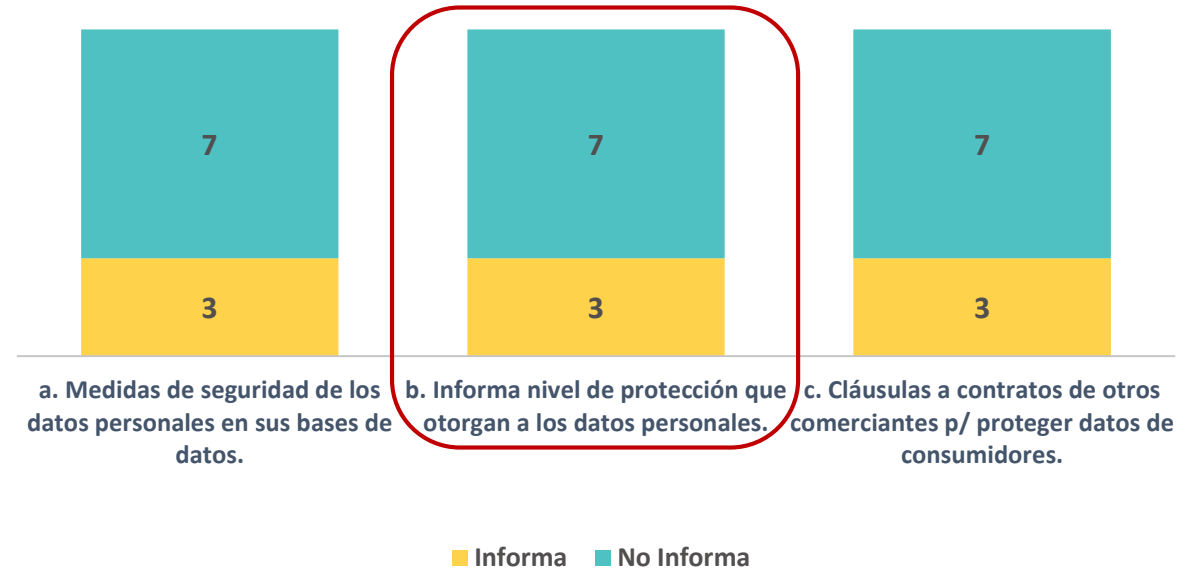 7
7
7
3
3
3
a. Medidas de seguridad de los
datos personales en sus bases de
datos.
b. Informa nivel de protección que
otorgan a los datos personales.
c. Cláusulas a contratos de otros
comerciantes p/ proteger datos de
consumidores.
Informa
No Informa